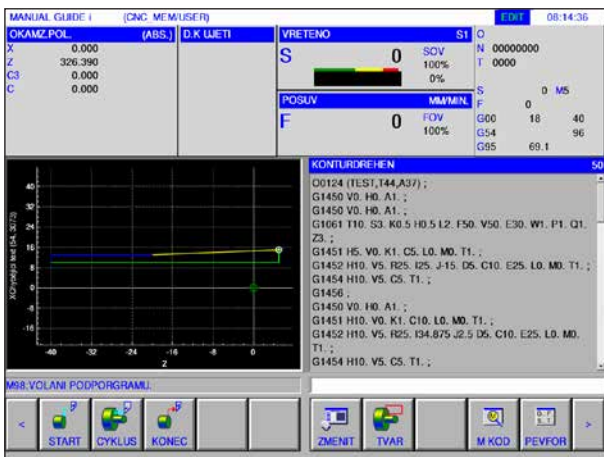 MANUAL GUIDE i (CNC_MEM/USER) EDIT 08:14:36
OKAMZ.POL. (ABS.)
X 0.000
Z 326.390
C3 0.000
C 0.000
D.K UJETI
VRETENO S1
S 0
SOV
100%
0%
POSUV MM/MIN.
F 0
FOV
100%
O
N 00000000
T 0000
S 0 M5
F 0
G00 18 40
G54 96
G95 69.1
40
32
24
16
8
0
-8
-16
-40 -32 -24 -16 -8 0
Z
KONTURDREHEN 50
O0124 (TEST,T44,A37) ;
G1450 V0. H0. A1. ;
G1450 V0. H0. A1. ;
G1061 T10. S3. K0.5 H0.5 L2. F50. V50. E30. W1. P1. Q1.
Z3. ;
G1451 H5. V0. K1. C5. L0. M0. T1. ;
G1452 H10. V5. R25. I25. J-15. D5. C10. E25. L0. M0. T1. ;
G1454 H10. V5. C5. T1. ;
G1456 ;
G1450 V0. H0. A1. ;
G1451 H10. V0. K1. C10. L0. M0. T1. ;
G1452 H10. V5. R25. I34.875 J2.5 D5. C10. E25. L0. M0.
T1. ;
G1454 H10. V5. C5. T1. ;
M98:VOLANI PODPORGRAMU.
< START CYKLUS KONEC ZMENIT TVAR M KOD PEVFOR >